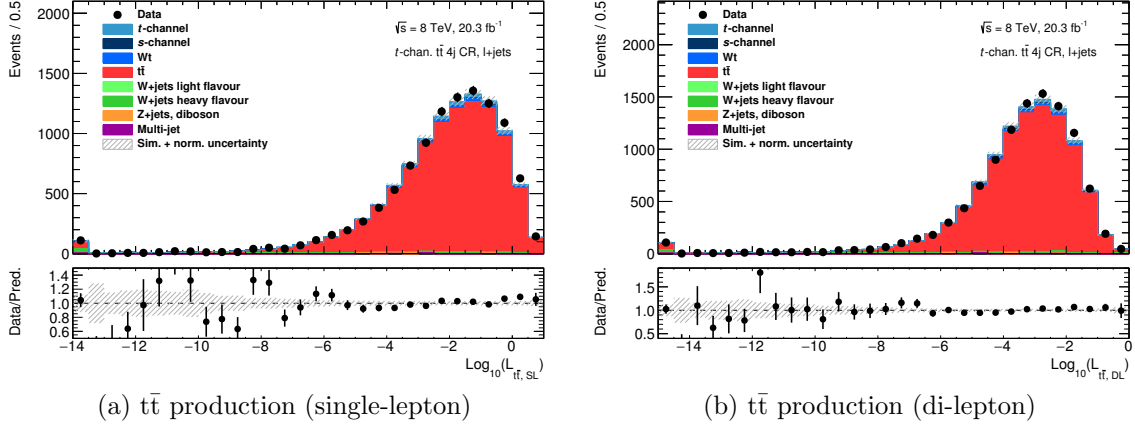 Events / 0.5
1500
1000
500
0
Data
t-channel
s-channel
Wt
tt̄
W+jets light flavour
W+jets heavy flavour
Z+jets, diboson
Multi-jet
Sim. + norm. uncertainty
√s = 8 TeV, 20.3 fb⁻¹
t-chan. tt̄ 4j CR, l+jets
Data/Pred.
1.4
1.2
1.0
0.8
0.6
−14 −12 −10 −8 −6 −4 −2 0
Log₁₀(L tt̄, SL)
(a) tt̄ production (single-lepton)
Events / 0.5
2000
1500
1000
500
0
Data
t-channel
s-channel
Wt
tt̄
W+jets light flavour
W+jets heavy flavour
Z+jets, diboson
Multi-jet
Sim. + norm. uncertainty
√s = 8 TeV, 20.3 fb⁻¹
t-chan. tt̄ 4j CR, l+jets
Data/Pred.
1.5
1.0
0.5
−14 −12 −10 −8 −6 −4 −2 0
Log₁₀(L tt̄, DL)
(b) tt̄ production (di-lepton)